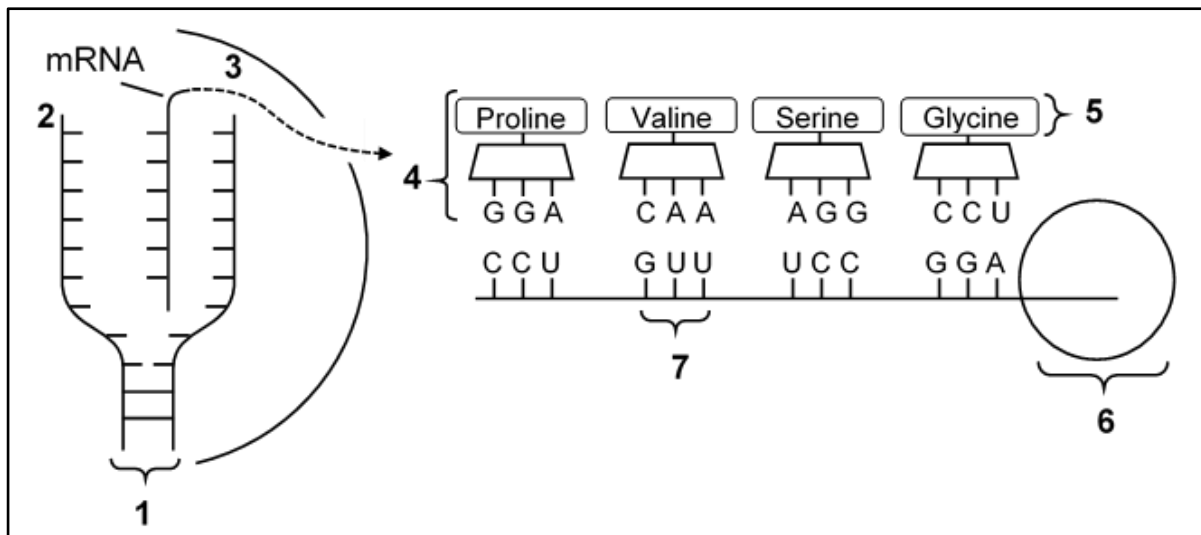 mRNA
3
2
Proline Valine Serine Glycine
5
4
G G A C A A A G G C C U
C C U G U U U C C G G A
7
6
1